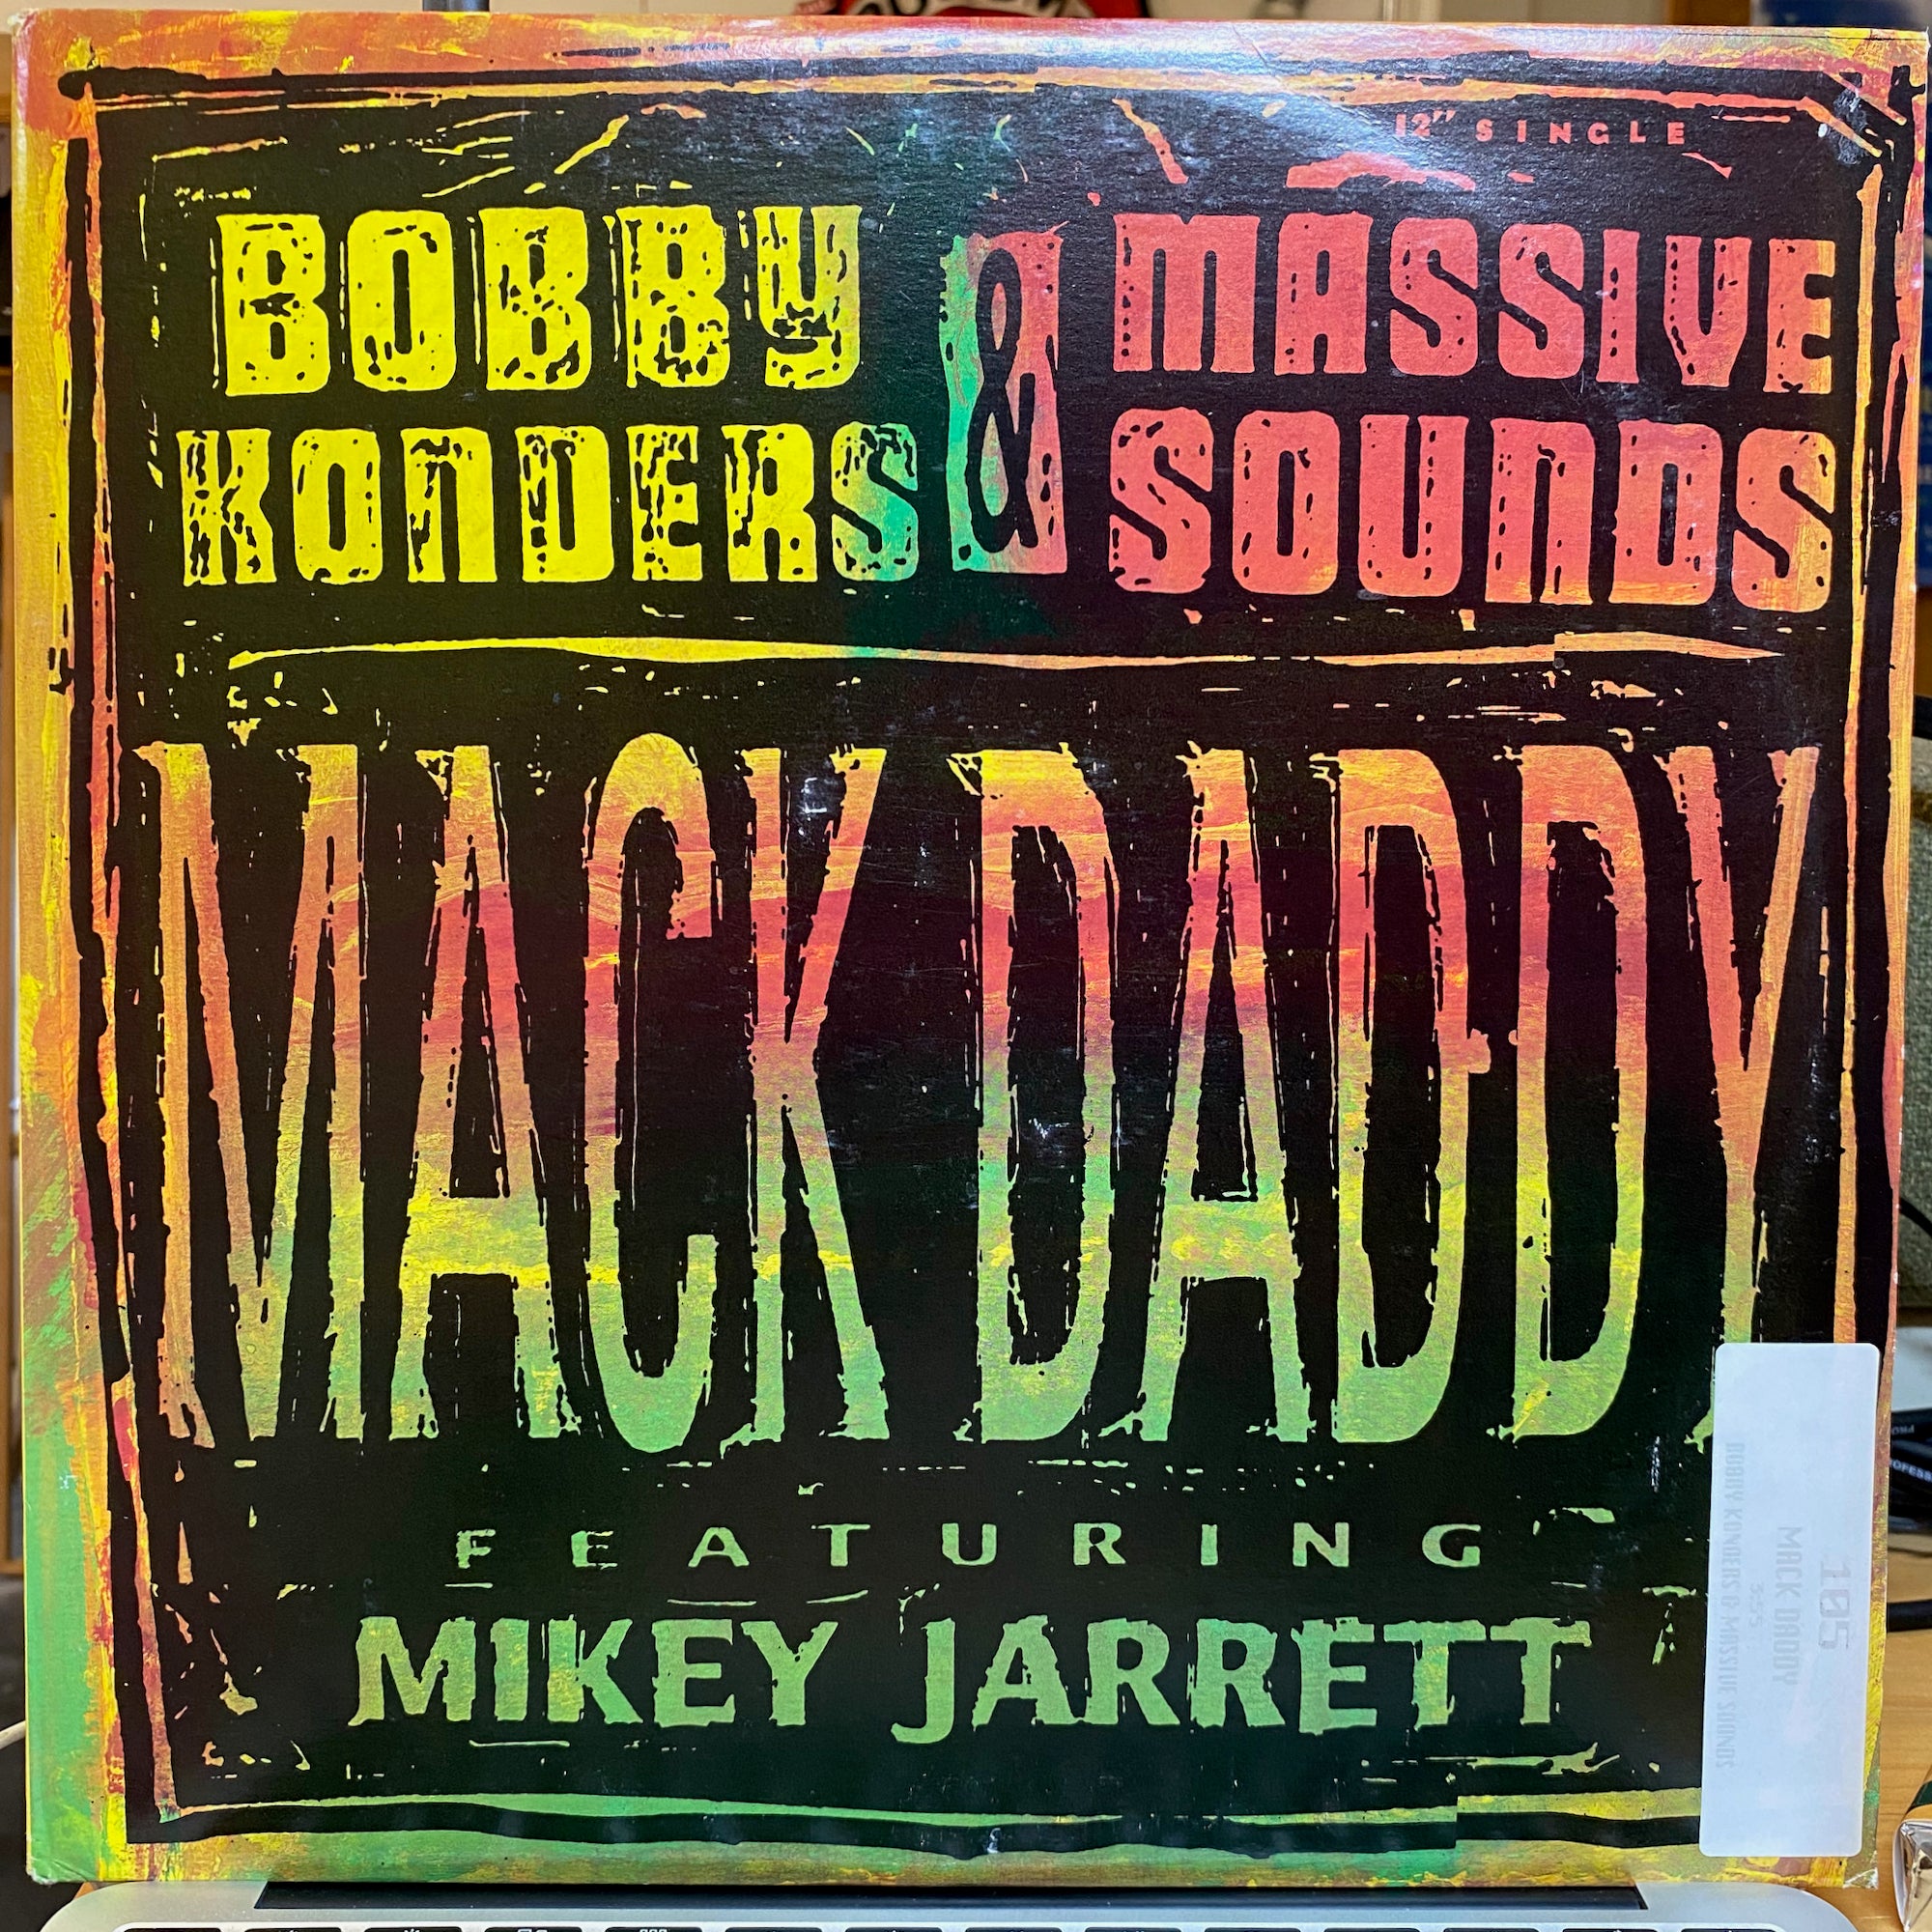 12" SINGLE
BOBBY
KONDERS
&
MASSIVE
SOUNDS
MACK DADDY
FEATURING
MIKEY JARRETT
105
MACK DADDY
BOBBY KONDERS & MASSIVE SOUNDS